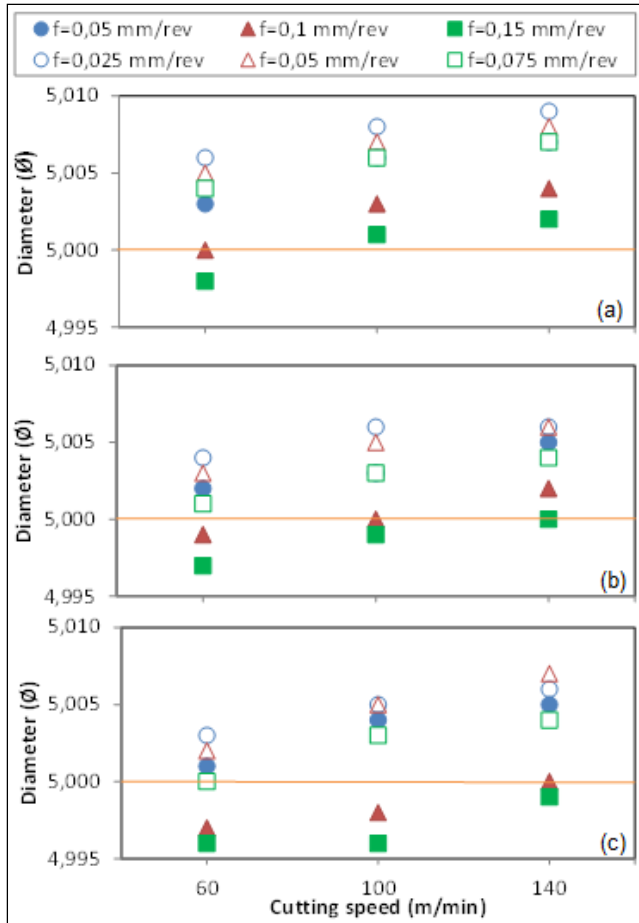 f=0,05 mm/rev f=0,1 mm/rev f=0,15 mm/rev
f=0,025 mm/rev f=0,05 mm/rev f=0,075 mm/rev
5,010
5,005
5,000
4,995
Diameter (Ø)
(a)
5,010
5,005
5,000
4,995
Diameter (Ø)
(b)
5,010
5,005
5,000
4,995
Diameter (Ø)
(c)
60 100 140
Cutting speed (m/min)